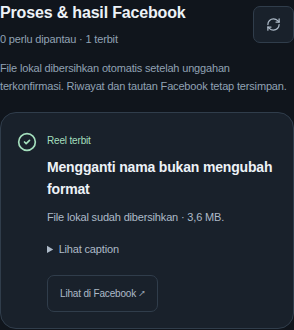 Proses & hasil Facebook
0 perlu dipantau · 1 terbit
File lokal dibersihkan otomatis setelah unggahan
terkonfirmasi. Riwayat dan tautan Facebook tetap tersimpan.
Reel terbit
Mengganti nama bukan mengubah
format
File lokal sudah dibersihkan · 3,6 MB.
▶ Lihat caption
Lihat di Facebook ↗